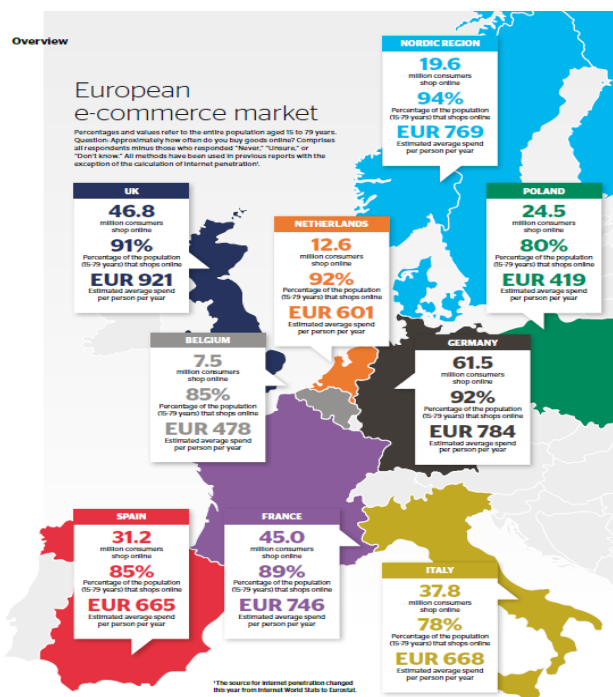 Overview
European
e-commerce market
Percentages and values refer to the entire population aged 15 to 79 years.
Question: Approximately how often do you buy goods online? Comprises
all respondents minus those who responded "Never," "Unsure," or
"Don't know." All methods have been used in previous reports with the
exception of the calculation of internet penetration¹.
NORDIC REGION
19.6
million consumers
shop online
94%
Percentage of the population
(15-79 years) that shops online
EUR 769
Estimated average spend
per person per year
UK
46.8
million consumers
shop online
91%
Percentage of the population
(15-79 years) that shops online
EUR 921
Estimated average spend
per person per year
NETHERLANDS
12.6
million consumers
shop online
92%
Percentage of the population
(15-79 years) that shops online
EUR 601
Estimated average spend
per person per year
POLAND
24.5
million consumers
shop online
80%
Percentage of the population
(15-79 years) that shops online
EUR 419
Estimated average spend
per person per year
BELGIUM
7.5
million consumers
shop online
85%
Percentage of the population
(15-79 years) that shops online
EUR 478
Estimated average spend
per person per year
GERMANY
61.5
million consumers
shop online
92%
Percentage of the population
(15-79 years) that shops online
EUR 784
Estimated average spend
per person per year
SPAIN
31.2
million consumers
shop online
85%
Percentage of the population
(15-79 years) that shops online
EUR 665
Estimated average spend
per person per year
FRANCE
45.0
million consumers
shop online
89%
Percentage of the population
(15-79 years) that shops online
EUR 746
Estimated average spend
per person per year
ITALY
37.8
million consumers
shop online
78%
Percentage of the population
(15-79 years) that shops online
EUR 668
Estimated average spend
per person per year
¹The source for internet penetration changed
this year from Internet World Stats to Eurostat.